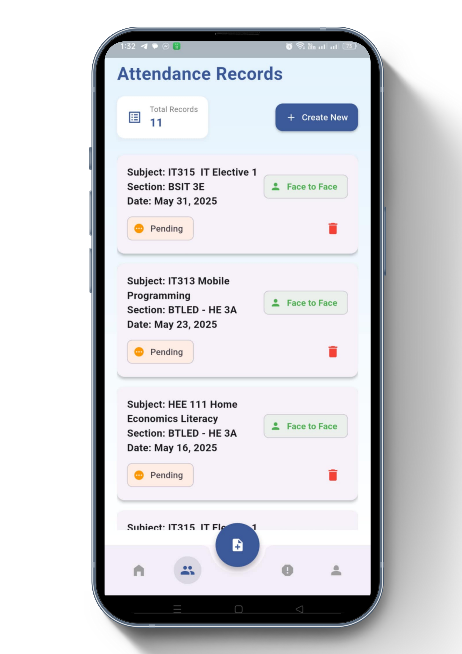 1:32
Attendance Records
Total Records
11
+ Create New
Subject: IT315 IT Elective 1
Section: BSIT 3E
Date: May 31, 2025
Face to Face
Pending
Subject: IT313 Mobile
Programming
Section: BTLED - HE 3A
Date: May 23, 2025
Face to Face
Pending
Subject: HEE 111 Home
Economics Literacy
Section: BTLED - HE 3A
Date: May 16, 2025
Face to Face
Pending
Subject: IT315 IT Ele 1